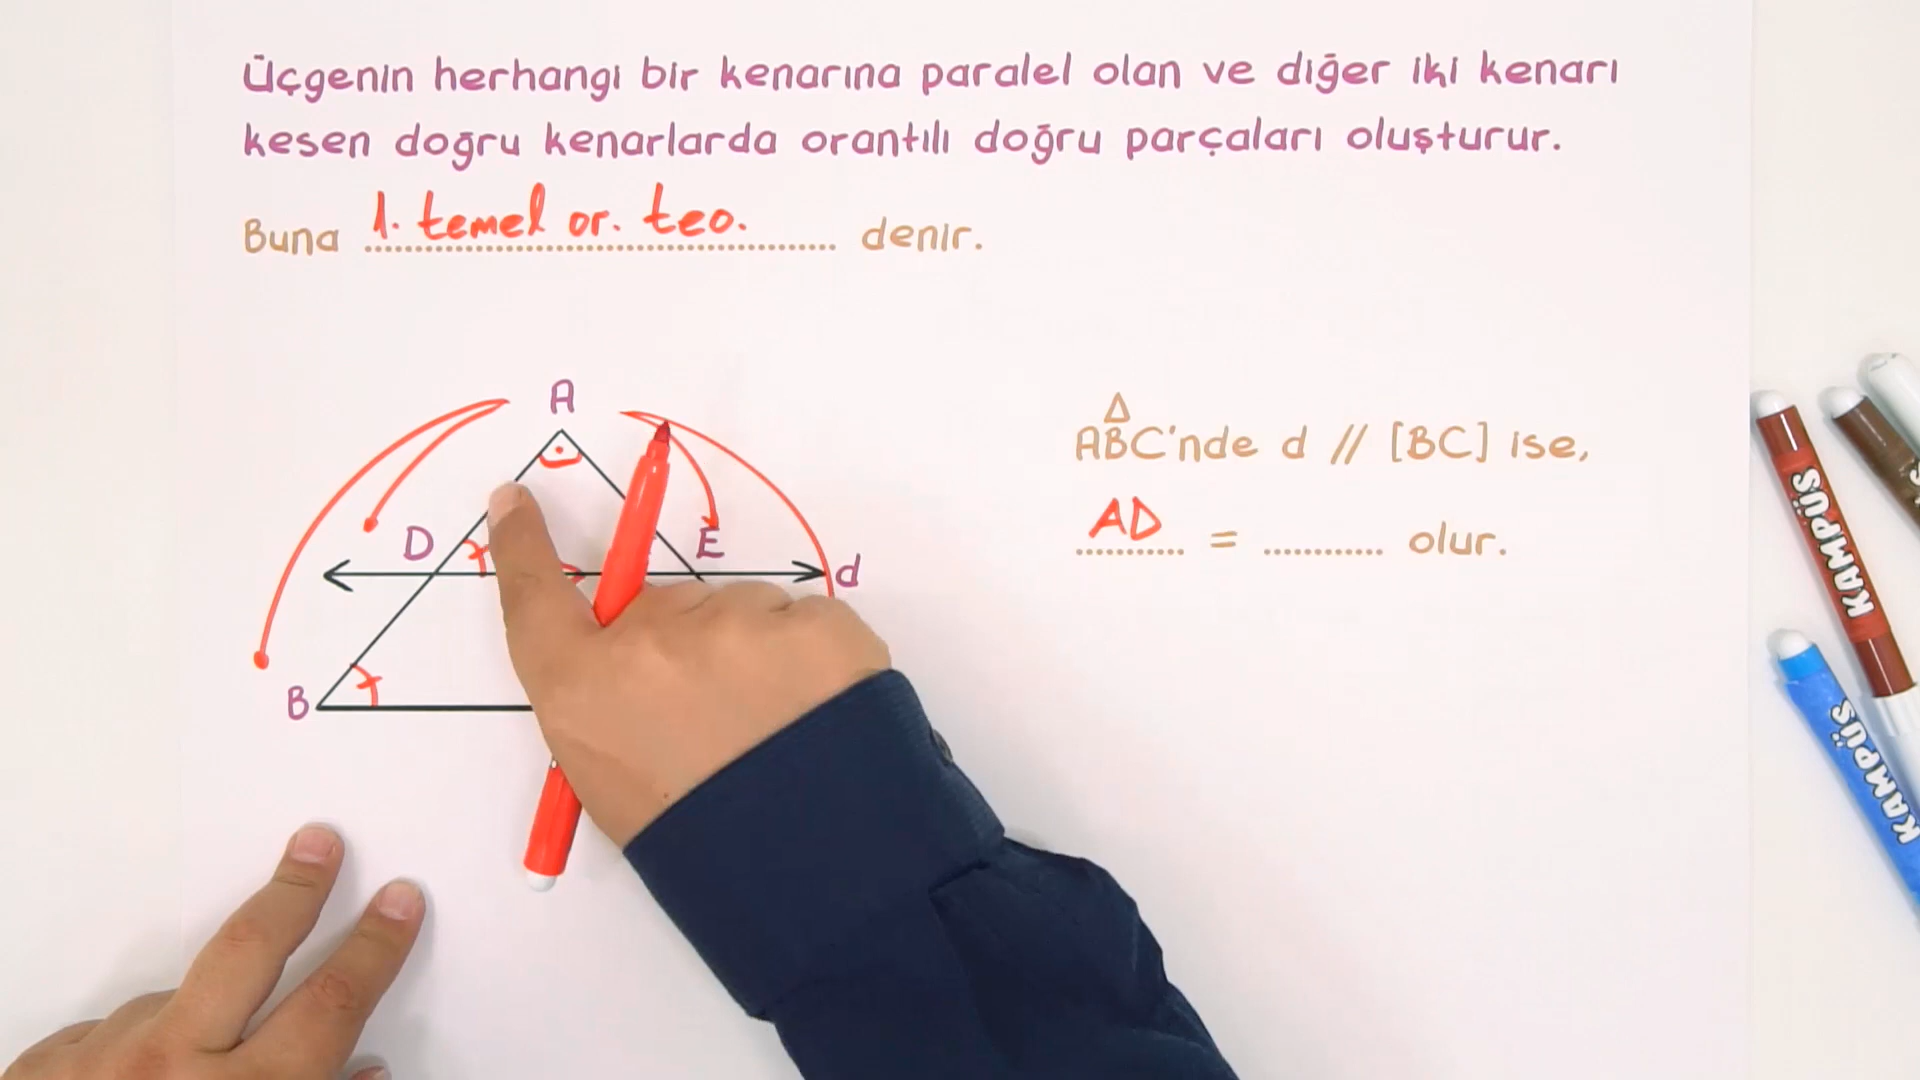 Üçgenin herhangi bir kenarına paralel olan ve diğer iki kenarı
kesen doğru kenarlarda orantılı doğru parçaları oluşturur.
Buna 1. temel or. teo. denir.
A
D
E
d
B
Δ
ABC'nde d // [BC] ise,
AD = ............ olur.
KAMPÜS
KAMPÜS